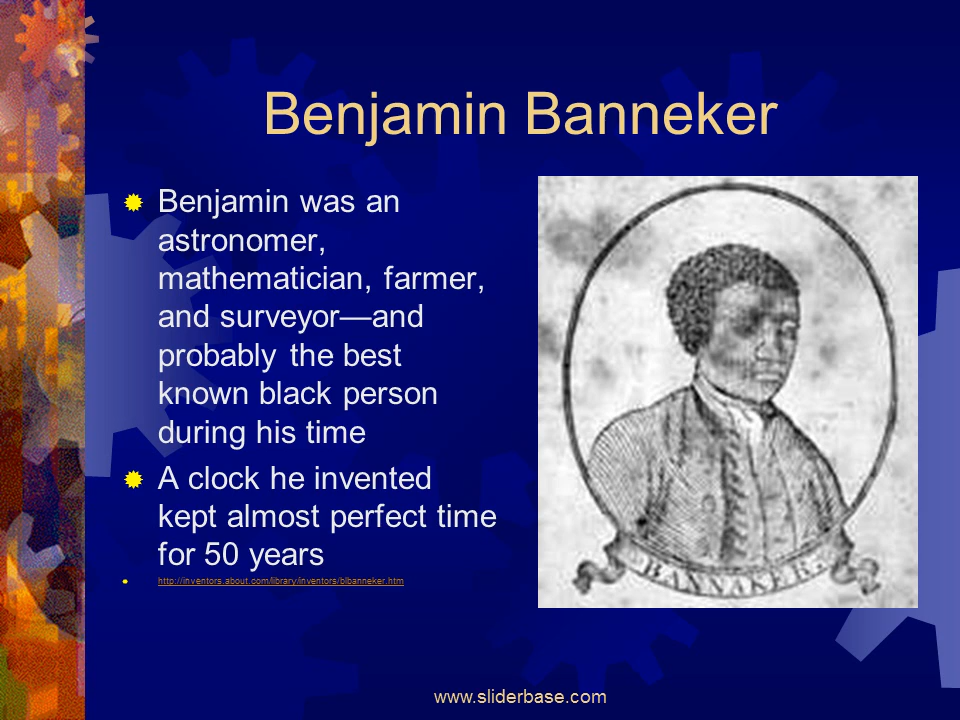 Benjamin Banneker
Benjamin was an
astronomer,
mathematician, farmer,
and surveyor—and
probably the best
known black person
during his time
A clock he invented
kept almost perfect time
for 50 years
http://inventors.about.com/library/inventors/blbanneker.htm
BANNAKER.
www.sliderbase.com